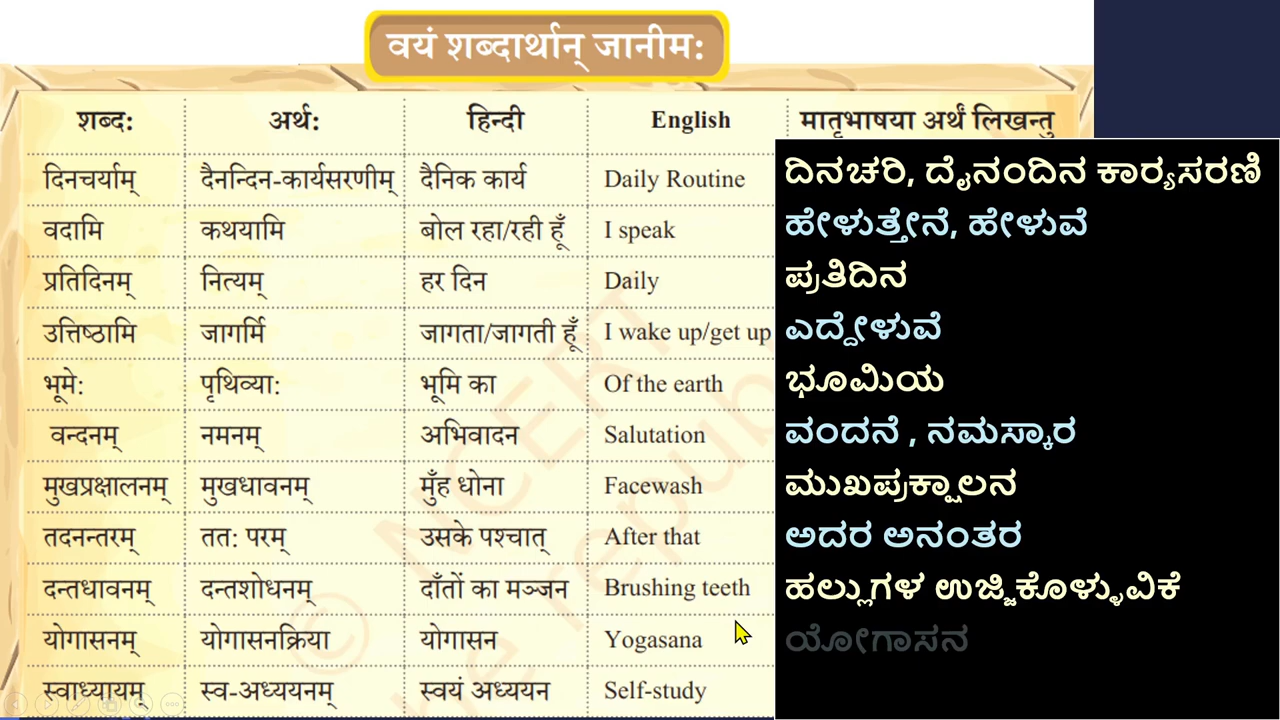 वयं शब्दार्थान् जानीमः
शब्दः अर्थः हिन्दी English मातृभाषया अर्थं लिखन्तु
दिनचर्याम् दैनन्दिन-कार्यसरणीम् दैनिक कार्य Daily Routine ದಿನಚರಿ, ದೈನಂದಿನ ಕಾರ‍್ಯಸರಣಿ
वदामि कथयामि बोल रहा/रही हूँ I speak ಹೇಳುತ್ತೇನೆ, ಹೇಳುವೆ
प्रतिदिनम् नित्यम् हर दिन Daily ಪ್ರತಿದಿನ
उत्तिष्ठामि जागर्मि जागता/जागती हूँ I wake up/get up ಎದ್ದೇಳುವೆ
भूमेः पृथिव्याः भूमि का Of the earth ಭೂಮಿಯ
वन्दनम् नमनम् अभिवादन Salutation ವಂದನೆ , ನಮಸ್ಕಾರ
मुखप्रक्षालनम् मुखधावनम् मुँह धोना Facewash ಮುಖಪ್ರಕ್ಷಾಲನ
तदनन्तरम् ततः परम् उसके पश्चात् After that ಅದರ ಅನಂತರ
दन्तधावनम् दन्तशोधनम् दाँतों का मञ्जन Brushing teeth ಹಲ್ಲುಗಳ ಉಜ್ಜಿಕೊಳ್ಳುವಿಕೆ
योगासनम् योगासनक्रिया योगासन Yogasana ಯೋಗಾಸನ
स्वाध्यायम् स्व-अध्ययनम् स्वयं अध्ययन Self-study
© NCERT
be republ